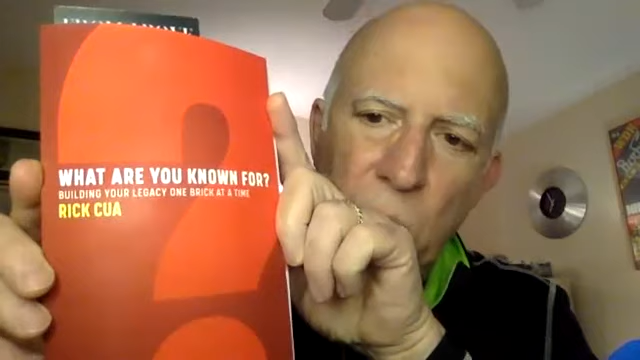 WHAT ARE YOU KNOWN FOR?
BUILDING YOUR LEGACY ONE BRICK AT A TIME
RICK CUA